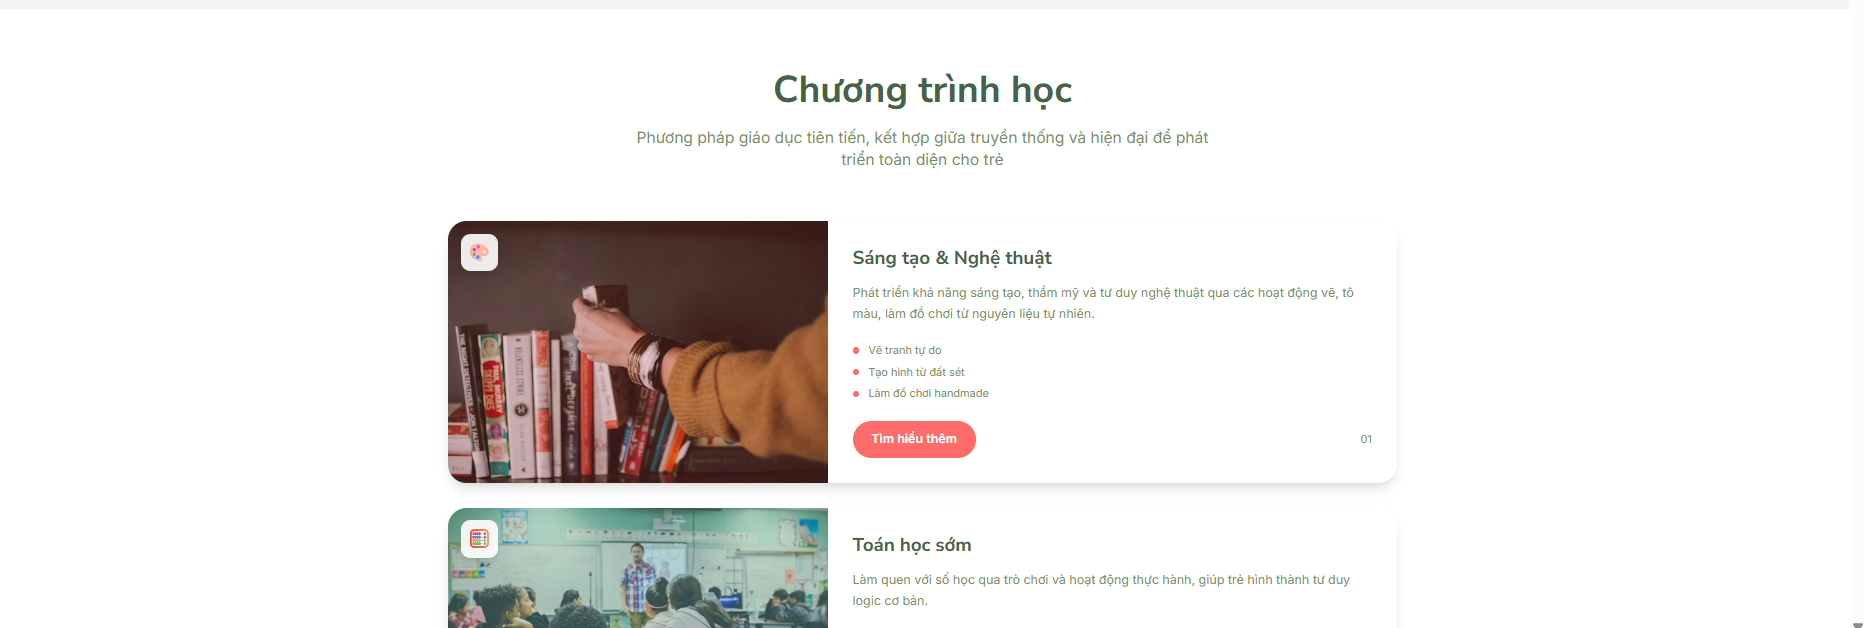 Chương trình học
Phương pháp giáo dục tiên tiến, kết hợp giữa truyền thống và hiện đại để phát
triển toàn diện cho trẻ
Sáng tạo & Nghệ thuật
Phát triển khả năng sáng tạo, thẩm mỹ và tư duy nghệ thuật qua các hoạt động vẽ, tô
màu, làm đồ chơi từ nguyên liệu tự nhiên.
Vẽ tranh tự do
Tạo hình từ đất sét
Làm đồ chơi handmade
Tìm hiểu thêm
01
Toán học sớm
Làm quen với số học qua trò chơi và hoạt động thực hành, giúp trẻ hình thành tư duy
logic cơ bản.